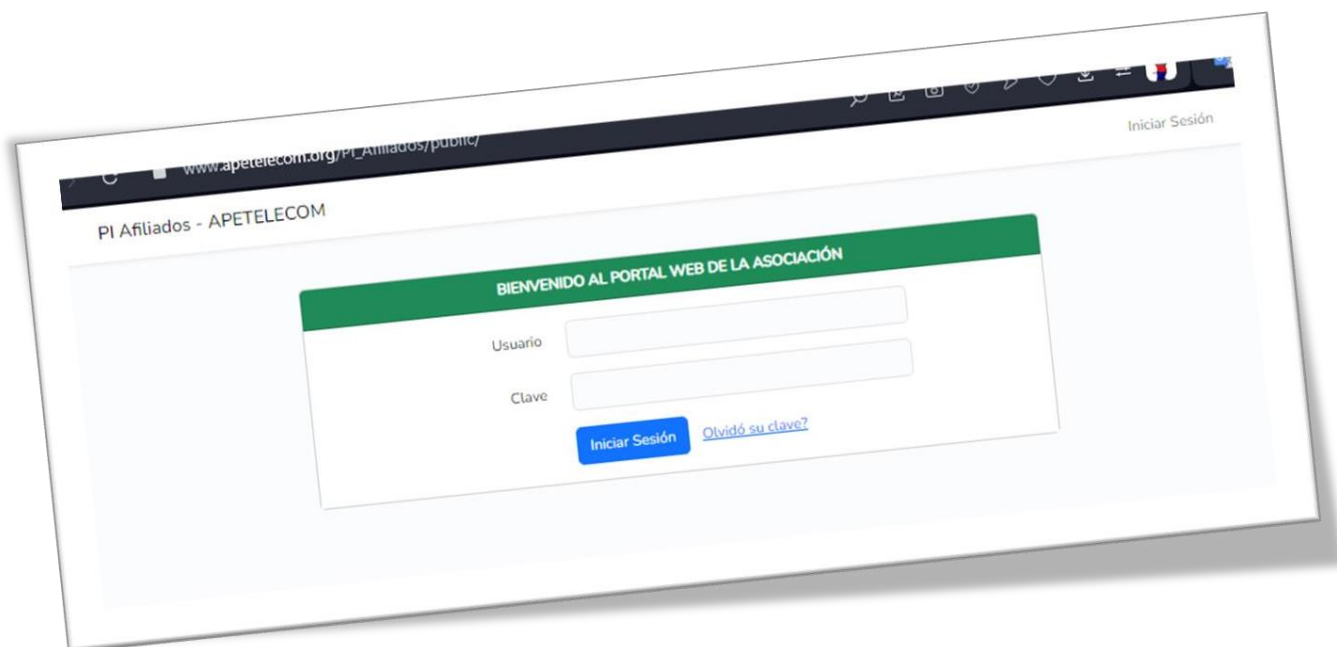 www.apetelecom.org/PI_Afiliados/public/
Iniciar Sesión
PI Afiliados - APETELECOM
BIENVENIDO AL PORTAL WEB DE LA ASOCIACIÓN
Usuario
Clave
Iniciar Sesión Olvidó su clave?